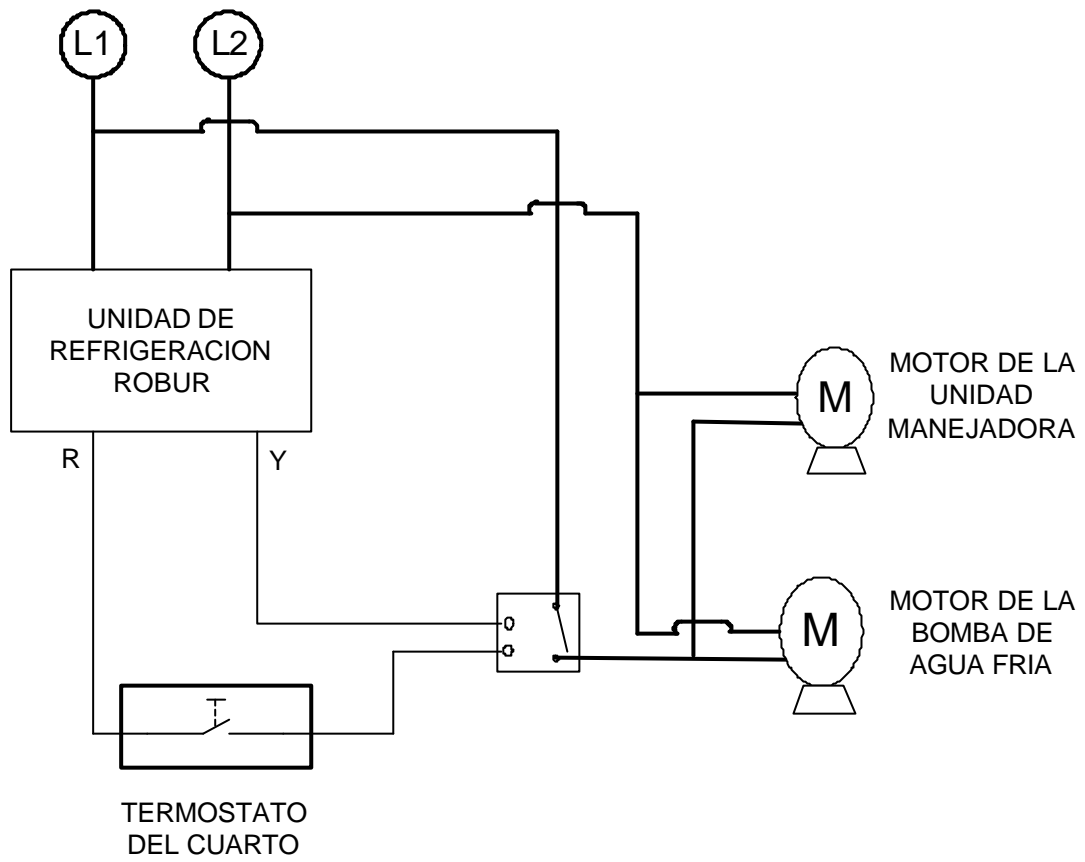 L1
L2
UNIDAD DE
REFRIGERACION
ROBUR
R
Y
MOTOR DE LA
UNIDAD
MANEJADORA
M
MOTOR DE LA
BOMBA DE
AGUA FRIA
M
TERMOSTATO
DEL CUARTO